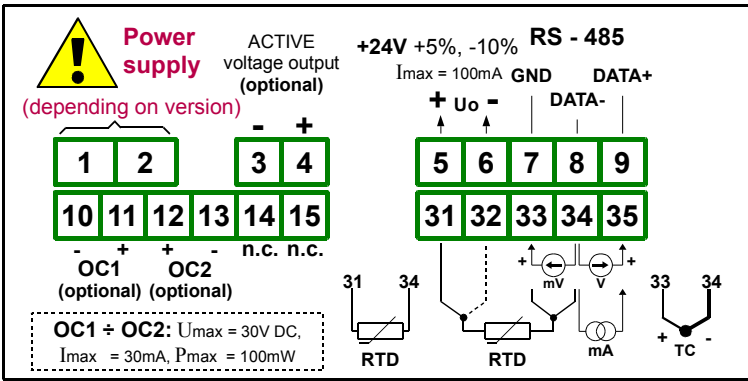 Power supply
(depending on version)
ACTIVE
voltage output
(optional)
- +
+24V +5%, -10%
Imax = 100mA
+ Uo -
RS - 485
GND DATA+
DATA-
1 2 3 4 5 6 7 8 9
10 11 12 13 14 15 31 32 33 34 35
- + + - n.c. n.c.
OC1 OC2
(optional) (optional)
OC1 ÷ OC2: Umax = 30V DC,
Imax = 30mA, Pmax = 100mW
31 34
RTD
RTD
+ mV V +
mA
33 34
+ TC -